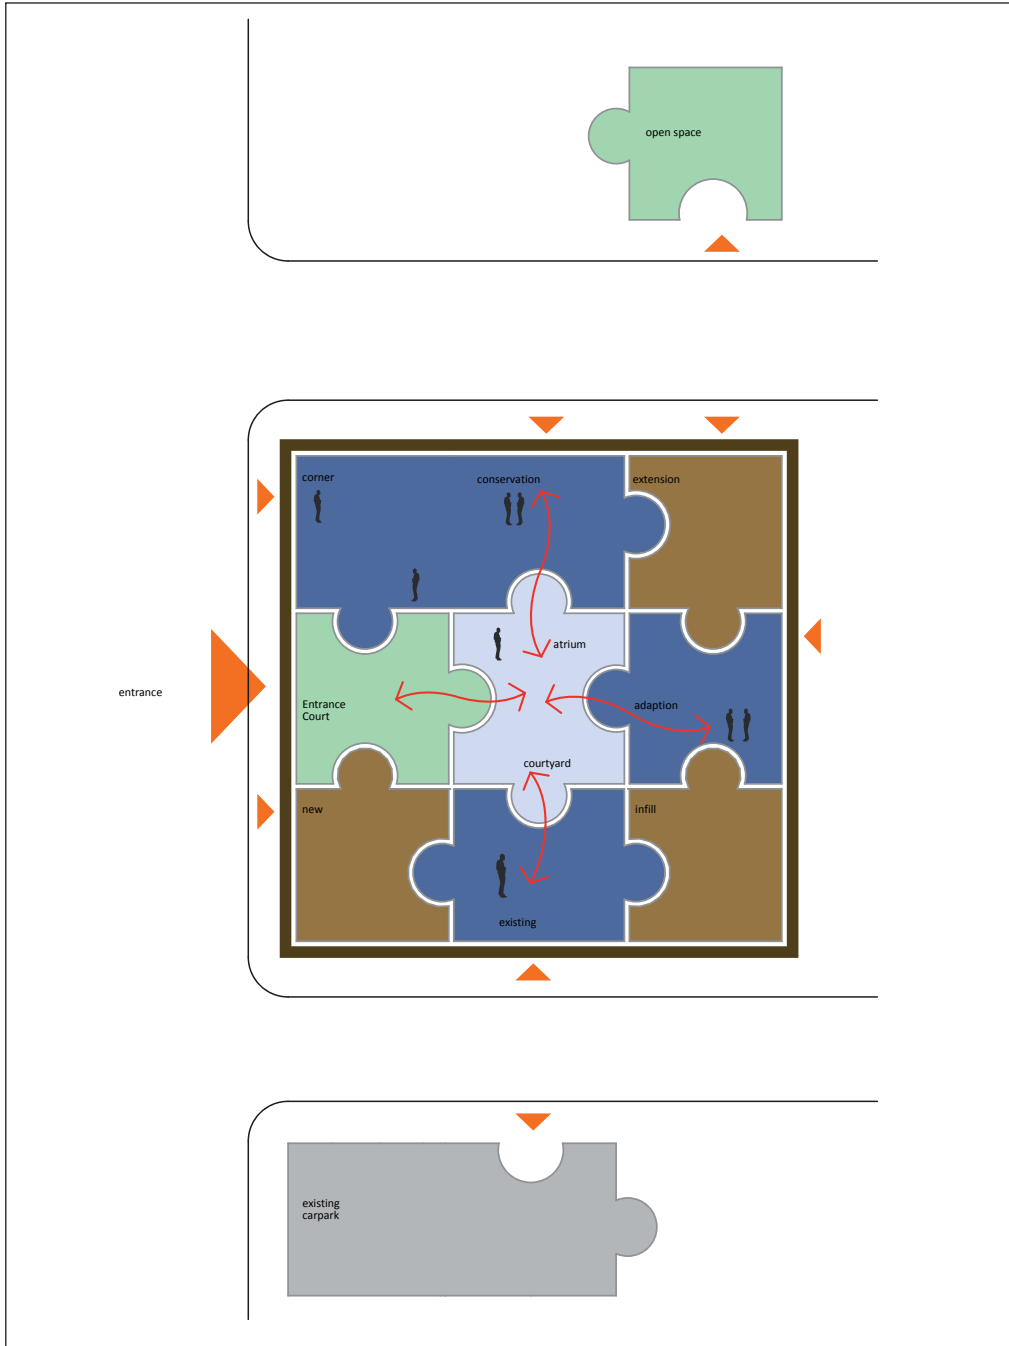 open space
corner
conservation
extension
atrium
entrance
Entrance
Court
adaption
courtyard
new
infill
existing
existing
carpark